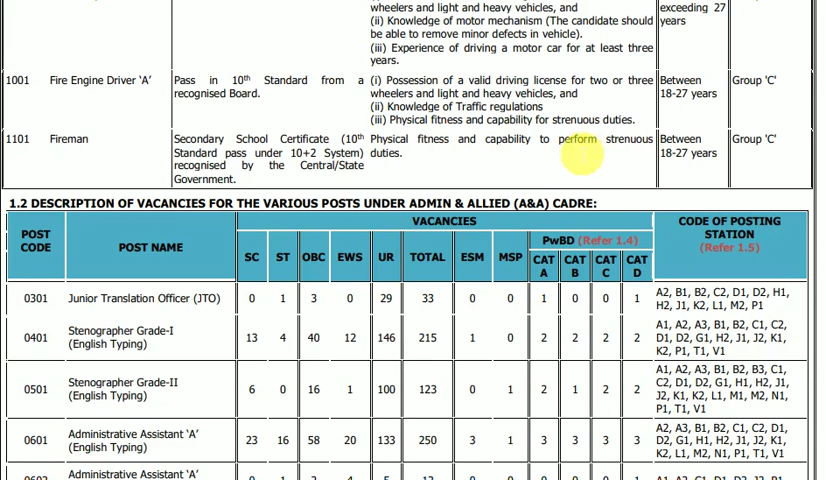 wheelers and light and heavy vehicles, and exceeding 27
(ii) Knowledge of motor mechanism (The candidate should years
be able to remove minor defects in vehicle).
(iii) Experience of driving a motor car for at least three
years.
1001 Fire Engine Driver ‘A’ Pass in 10th Standard from a (i) Possession of a valid driving license for two or three Between Group 'C'
recognised Board. wheelers and light and heavy vehicles, and 18-27 years
(ii) Knowledge of Traffic regulations
(iii) Physical fitness and capability for strenuous duties.
1101 Fireman Secondary School Certificate (10th Physical fitness and capability to perform strenuous Between Group 'C'
Standard pass under 10+2 System) duties. 18-27 years
recognised by the Central/State
Government.
1.2 DESCRIPTION OF VACANCIES FOR THE VARIOUS POSTS UNDER ADMIN & ALLIED (A&A) CADRE:
POST CODE POST NAME VACANCIES CODE OF POSTING STATION (Refer 1.5)
SC ST OBC EWS UR TOTAL ESM MSP PwBD (Refer 1.4)
CAT A CAT B CAT C CAT D
0301 Junior Translation Officer (JTO) 0 1 3 0 29 33 0 0 1 0 0 1 A2, B1, B2, C2, D1, D2, H1,
H2, J1, K2, L1, M2, P1
0401 Stenographer Grade-I 13 4 40 12 146 215 1 0 2 2 2 2 A1, A2, A3, B1, B2, C1, C2,
(English Typing) D1, D2, G1, H2, J1, J2, K1,
K2, P1, T1, V1
0501 Stenographer Grade-II 6 0 16 1 100 123 0 1 2 1 2 2 A1, A2, A3, B1, B2, B3, C1,
(English Typing) C2, D1, D2, G1, H1, H2, J1,
J2, K1, K2, L1, M1, M2, N1,
P1, T1, V1
0601 Administrative Assistant ‘A’ 23 16 58 20 133 250 3 1 3 3 3 3 A2, A3, B1, B2, C1, C2, D1,
(English Typing) D2, G1, H1, H2, J1, J2, K1,
K2, L1, M2, N1, P1, T1, V1
Administrative Assistant ‘A’